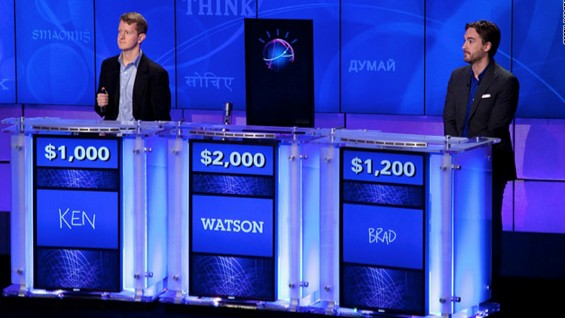 THINK
सोचिए
ДУМАЙ
$1,000
$2,000
$1,200
KEN
WATSON
BRAD